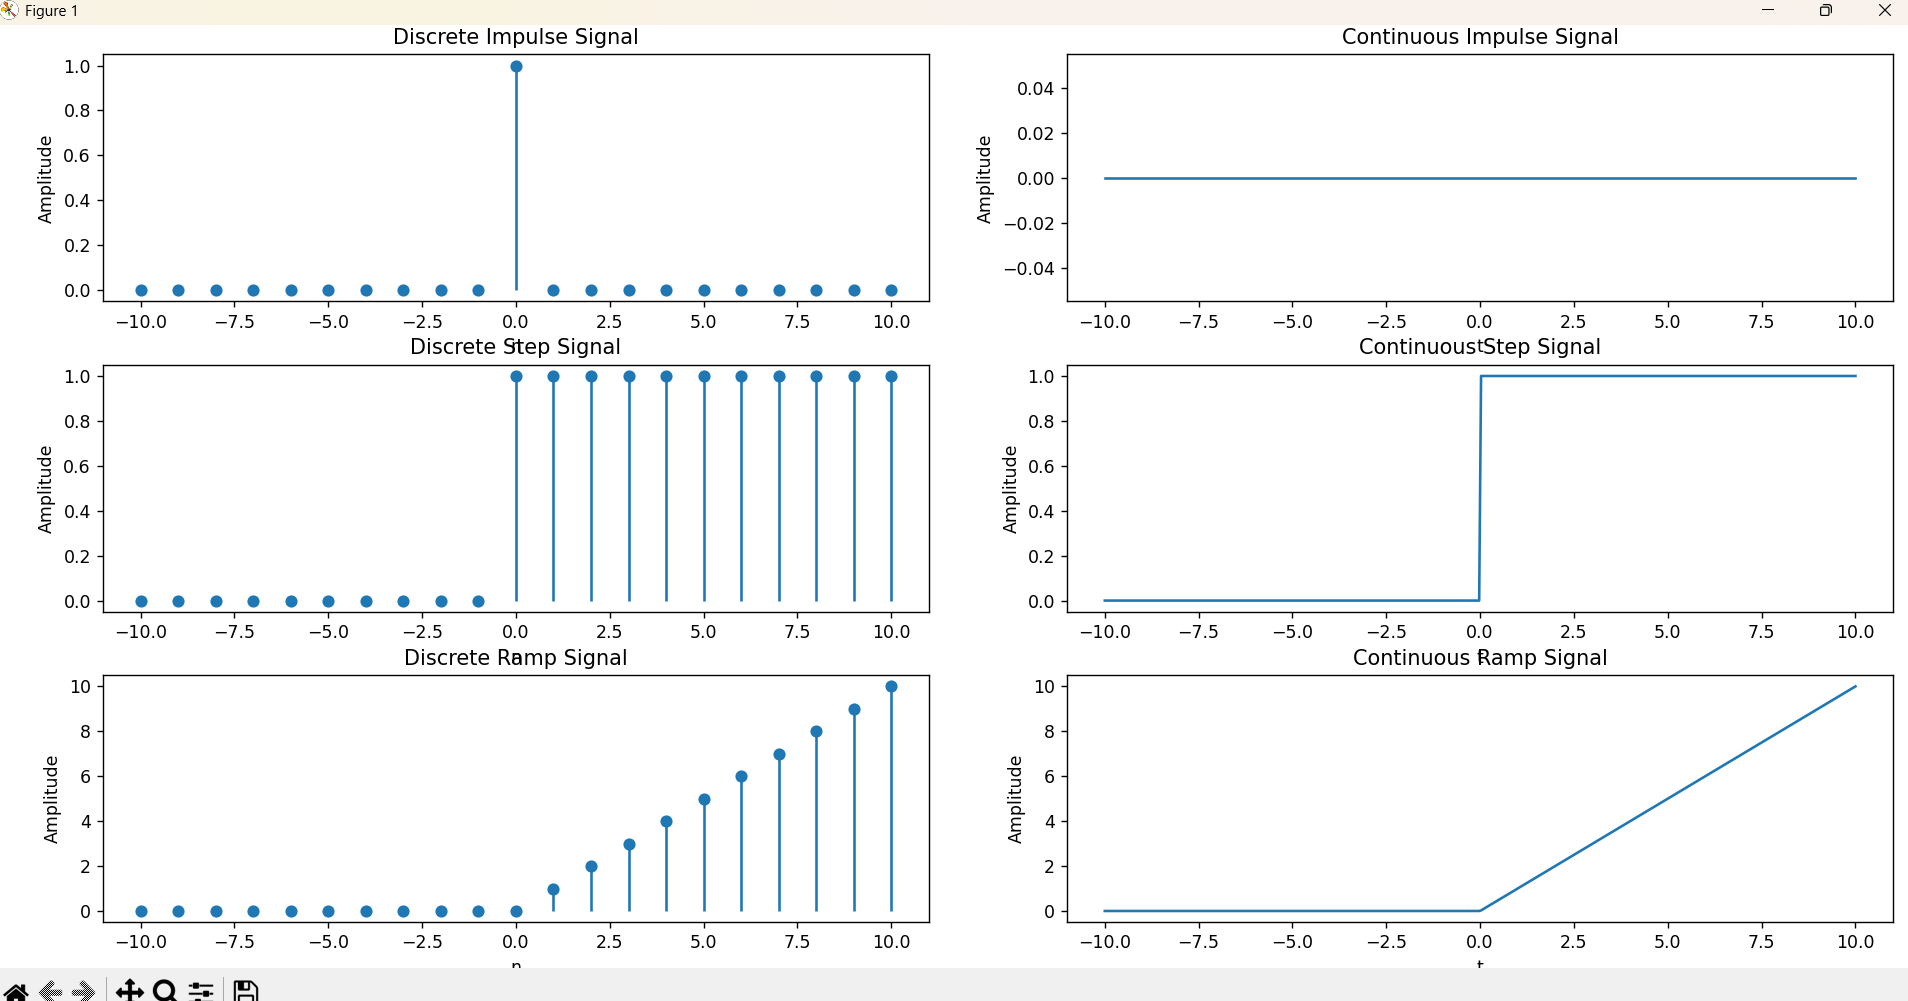 Figure 1
Discrete Impulse Signal
Amplitude
1.0
0.8
0.6
0.4
0.2
0.0
−10.0 −7.5 −5.0 −2.5 0.0 2.5 5.0 7.5 10.0
n
Continuous Impulse Signal
Amplitude
0.04
0.02
0.00
−0.02
−0.04
−10.0 −7.5 −5.0 −2.5 0.0 2.5 5.0 7.5 10.0
t
Discrete Step Signal
Amplitude
1.0
0.8
0.6
0.4
0.2
0.0
−10.0 −7.5 −5.0 −2.5 0.0 2.5 5.0 7.5 10.0
n
Continuous Step Signal
Amplitude
1.0
0.8
0.6
0.4
0.2
0.0
−10.0 −7.5 −5.0 −2.5 0.0 2.5 5.0 7.5 10.0
t
Discrete Ramp Signal
Amplitude
10
8
6
4
2
0
−10.0 −7.5 −5.0 −2.5 0.0 2.5 5.0 7.5 10.0
n
Continuous Ramp Signal
Amplitude
10
8
6
4
2
0
−10.0 −7.5 −5.0 −2.5 0.0 2.5 5.0 7.5 10.0
t